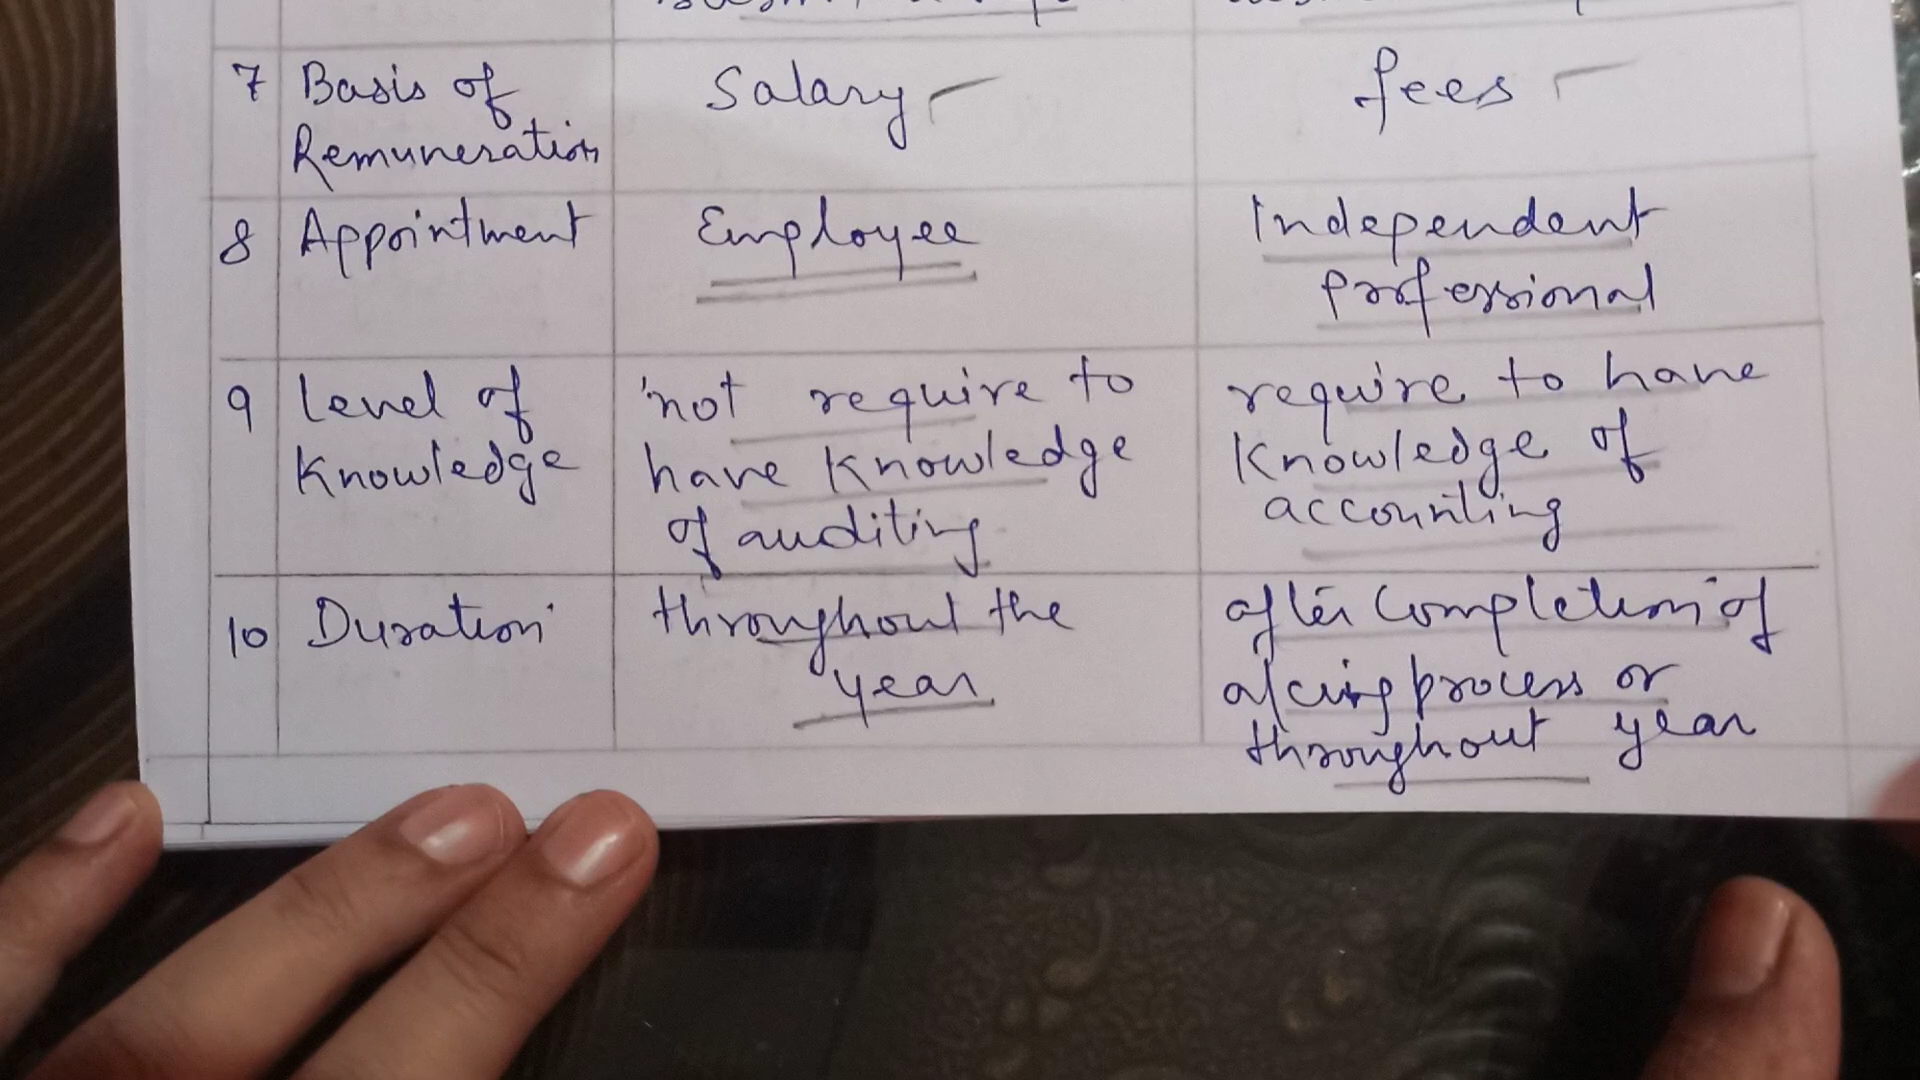 7 Basis of Remuneration Salary fees
8 Appointment Employee Independent Professional
9 Level of Knowledge not require to have Knowledge of auditing require to have Knowledge of accounting
10 Duration throughout the year after Completion of a/cing process or throughout year